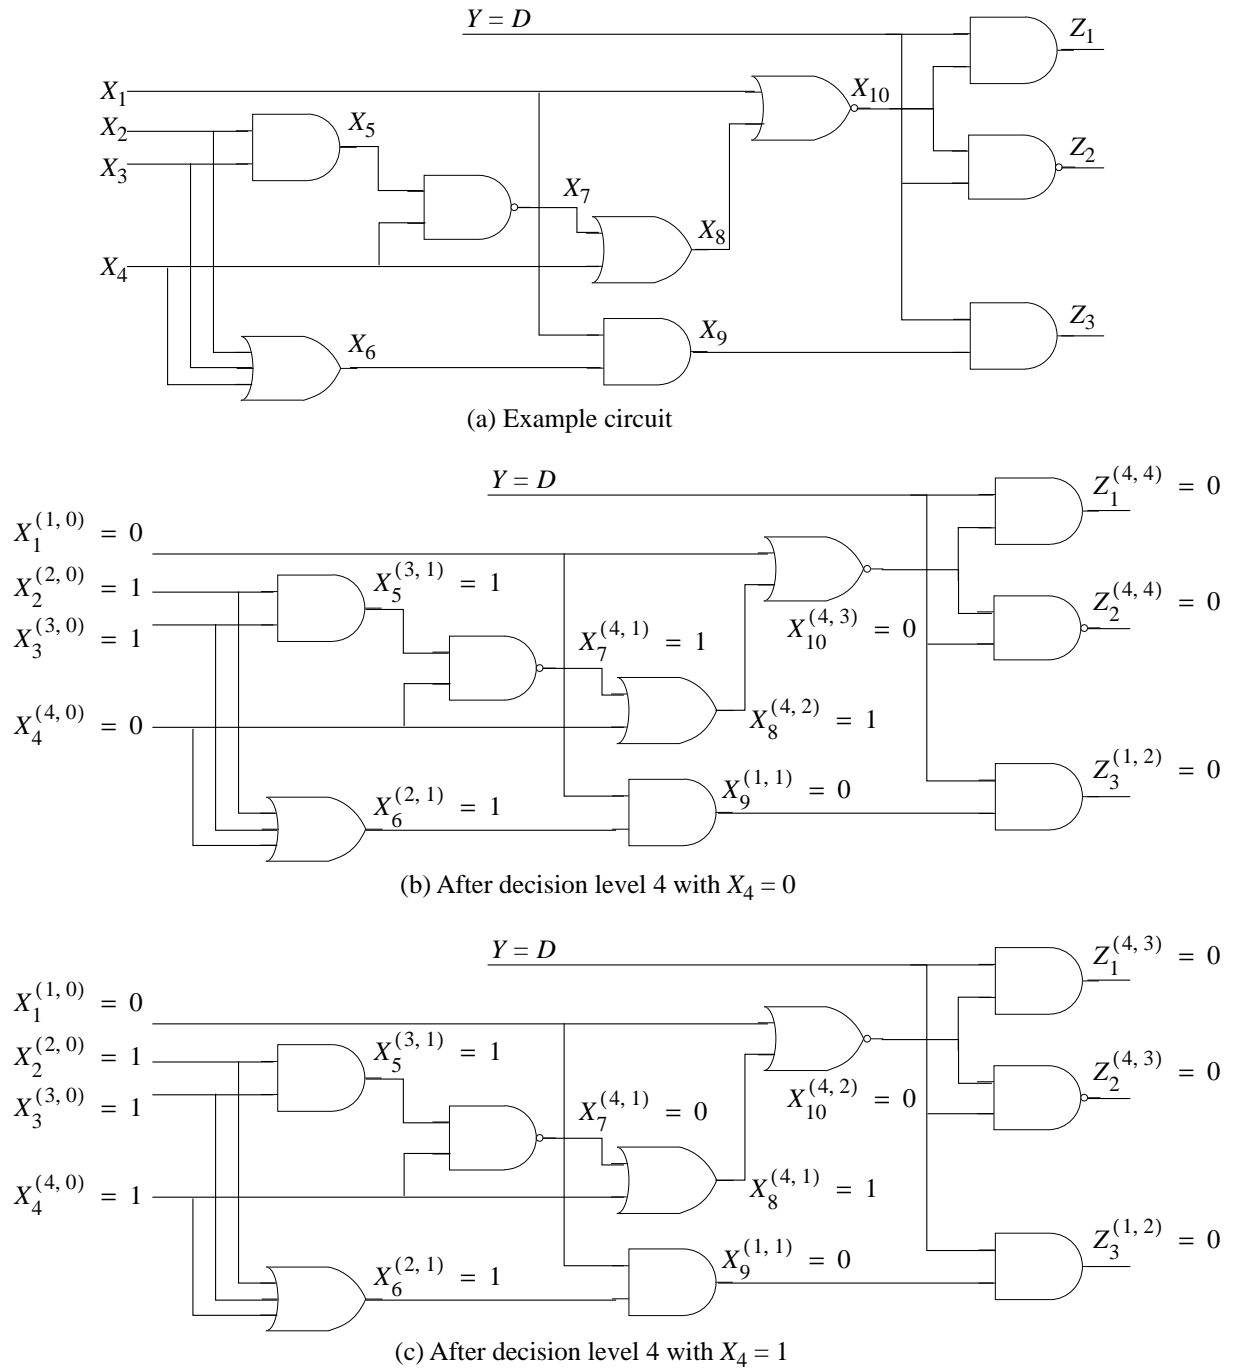 Y = D
Z1
X1
X10
X2
X5
Z2
X3
X7
X8
X4
Z3
X9
X6
(a) Example circuit
Y = D
Z1(4, 4) = 0
X1(1, 0) = 0
X2(2, 0) = 1
X5(3, 1) = 1
Z2(4, 4) = 0
X3(3, 0) = 1
X7(4, 1) = 1
X10(4, 3) = 0
X4(4, 0) = 0
X8(4, 2) = 1
Z3(1, 2) = 0
X6(2, 1) = 1
X9(1, 1) = 0
(b) After decision level 4 with X4 = 0
Y = D
Z1(4, 3) = 0
X1(1, 0) = 0
X2(2, 0) = 1
X5(3, 1) = 1
Z2(4, 3) = 0
X3(3, 0) = 1
X7(4, 1) = 0
X10(4, 2) = 0
X4(4, 0) = 1
X8(4, 1) = 1
Z3(1, 2) = 0
X6(2, 1) = 1
X9(1, 1) = 0
(c) After decision level 4 with X4 = 1